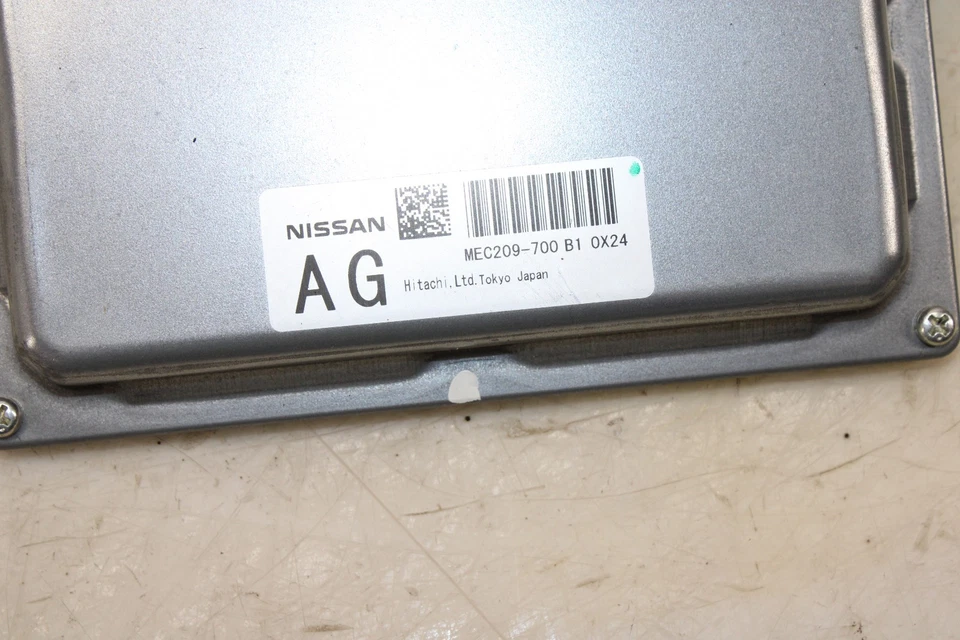 NISSAN
MEC209-700 B1 0X24
AG
Hitachi,Ltd.Tokyo Japan